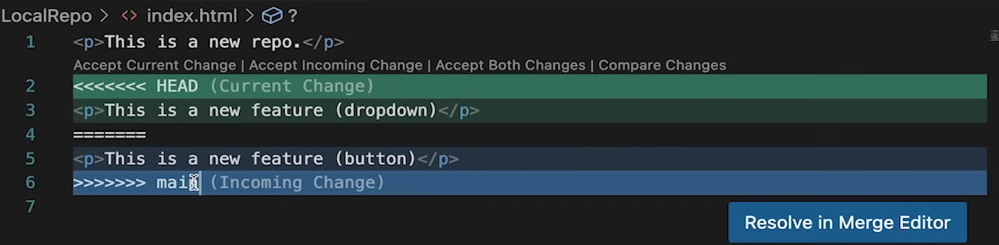 LocalRepo > <> index.html > ?
1 <p>This is a new repo.</p>
Accept Current Change | Accept Incoming Change | Accept Both Changes | Compare Changes
2 <<<<<<< HEAD (Current Change)
3 <p>This is a new feature (dropdown)</p>
4 =======
5 <p>This is a new feature (button)</p>
6 >>>>>>> main (Incoming Change)
7
Resolve in Merge Editor